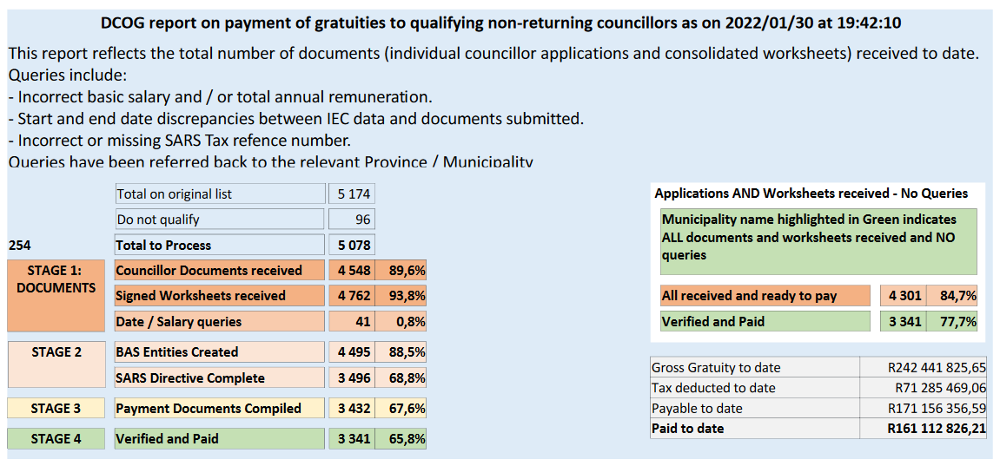 DCOG report on payment of gratuities to qualifying non-returning councillors as on 2022/01/30 at 19:42:10
This report reflects the total number of documents (individual councillor applications and consolidated worksheets) received to date.
Queries include:
- Incorrect basic salary and / or total annual remuneration.
- Start and end date discrepancies between IEC data and documents submitted.
- Incorrect or missing SARS Tax refence number.
Queries have been referred back to the relevant Province / Municipality
Total on original list 5 174
Do not qualify 96
254 Total to Process 5 078
STAGE 1: DOCUMENTS
Councillor Documents received 4 548 89,6%
Signed Worksheets received 4 762 93,8%
Date / Salary queries 41 0,8%
STAGE 2
BAS Entities Created 4 495 88,5%
SARS Directive Complete 3 496 68,8%
STAGE 3 Payment Documents Compiled 3 432 67,6%
STAGE 4 Verified and Paid 3 341 65,8%
Applications AND Worksheets received - No Queries
Municipality name highlighted in Green indicates
ALL documents and worksheets received and NO
queries
All received and ready to pay 4 301 84,7%
Verified and Paid 3 341 77,7%
Gross Gratuity to date R242 441 825,65
Tax deducted to date R71 285 469,06
Payable to date R171 156 356,59
Paid to date R161 112 826,21